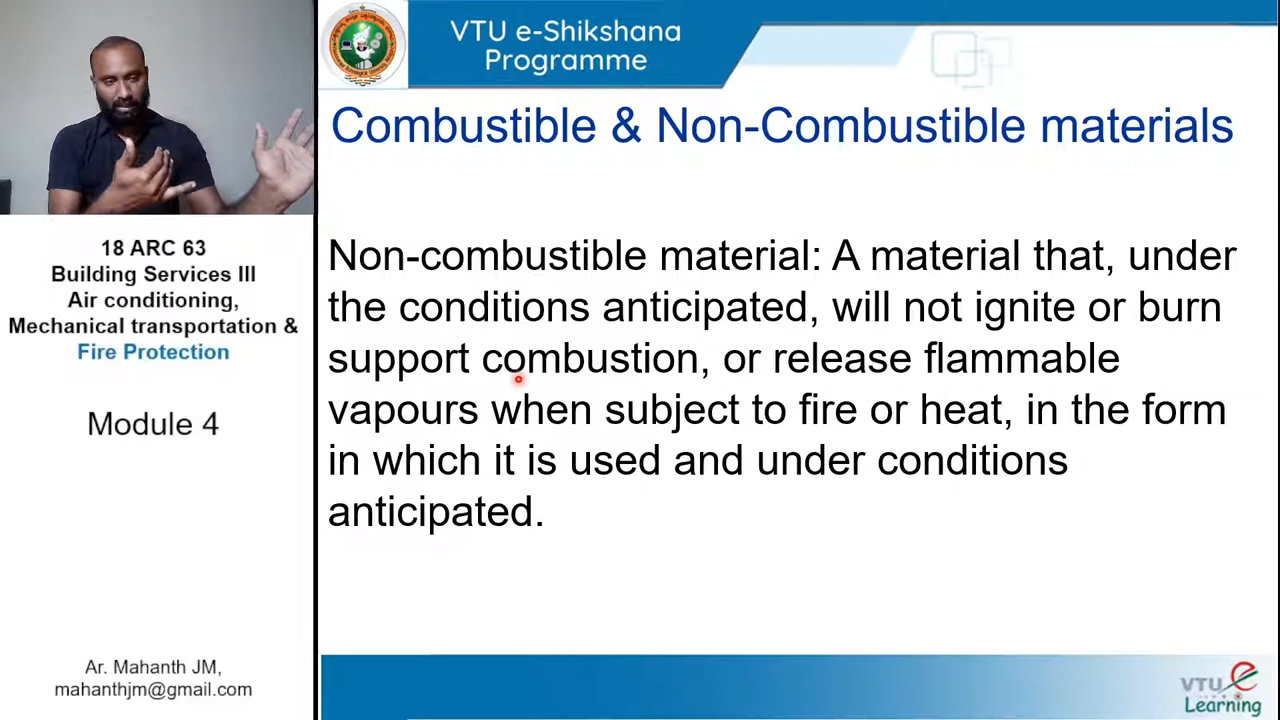 VTU e-Shikshana
Programme
Combustible & Non-Combustible materials
18 ARC 63
Building Services III
Air conditioning,
Mechanical transportation &
Fire Protection
Module 4
Ar. Mahanth JM,
mahanthjm@gmail.com
Non-combustible material: A material that, under
the conditions anticipated, will not ignite or burn
support combustion, or release flammable
vapours when subject to fire or heat, in the form
in which it is used and under conditions
anticipated.
VTU e
Learning